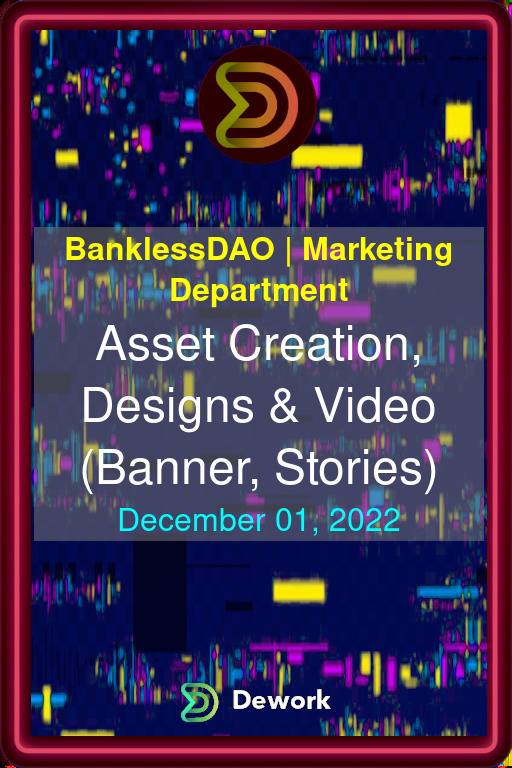 BanklessDAO | Marketing
Department
Asset Creation,
Designs & Video
(Banner, Stories)
December 01, 2022
Dework